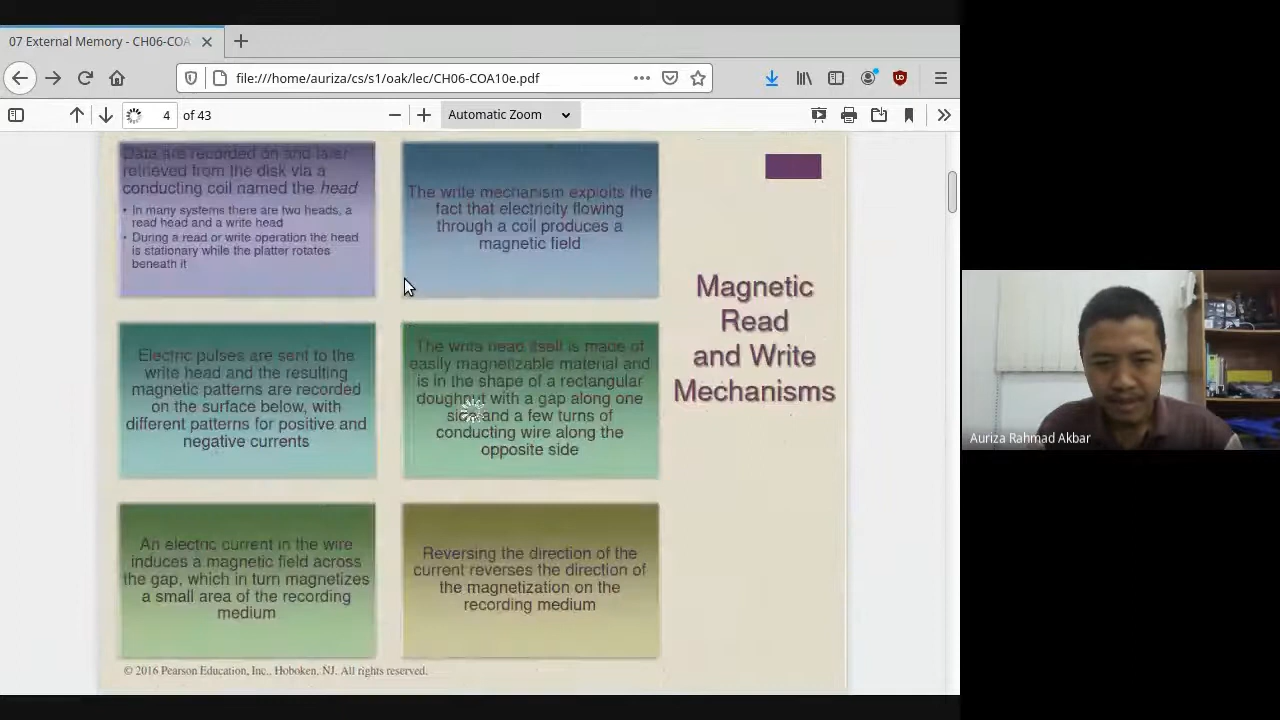 07 External Memory - CH06-COA
file:///home/auriza/cs/s1/oak/lec/CH06-COA10e.pdf
4 of 43
Automatic Zoom
Data are recorded on and later
retrieved from the disk via a
conducting coil named the head
• In many systems there are two heads, a
read head and a write head
• During a read or write operation the head
is stationary while the platter rotates
beneath it
The write mechanism exploits the
fact that electricity flowing
through a coil produces a
magnetic field
Magnetic
Read
and Write
Mechanisms
Electric pulses are sent to the
write head and the resulting
magnetic patterns are recorded
on the surface below, with
different patterns for positive and
negative currents
The write head itself is made of
easily magnetizable material and
is in the shape of a rectangular
doughnut with a gap along one
side and a few turns of
conducting wire along the
opposite side
An electric current in the wire
induces a magnetic field across
the gap, which in turn magnetizes
a small area of the recording
medium
Reversing the direction of the
current reverses the direction of
the magnetization on the
recording medium
© 2016 Pearson Education, Inc., Hoboken, NJ. All rights reserved.
Auriza Rahmad Akbar